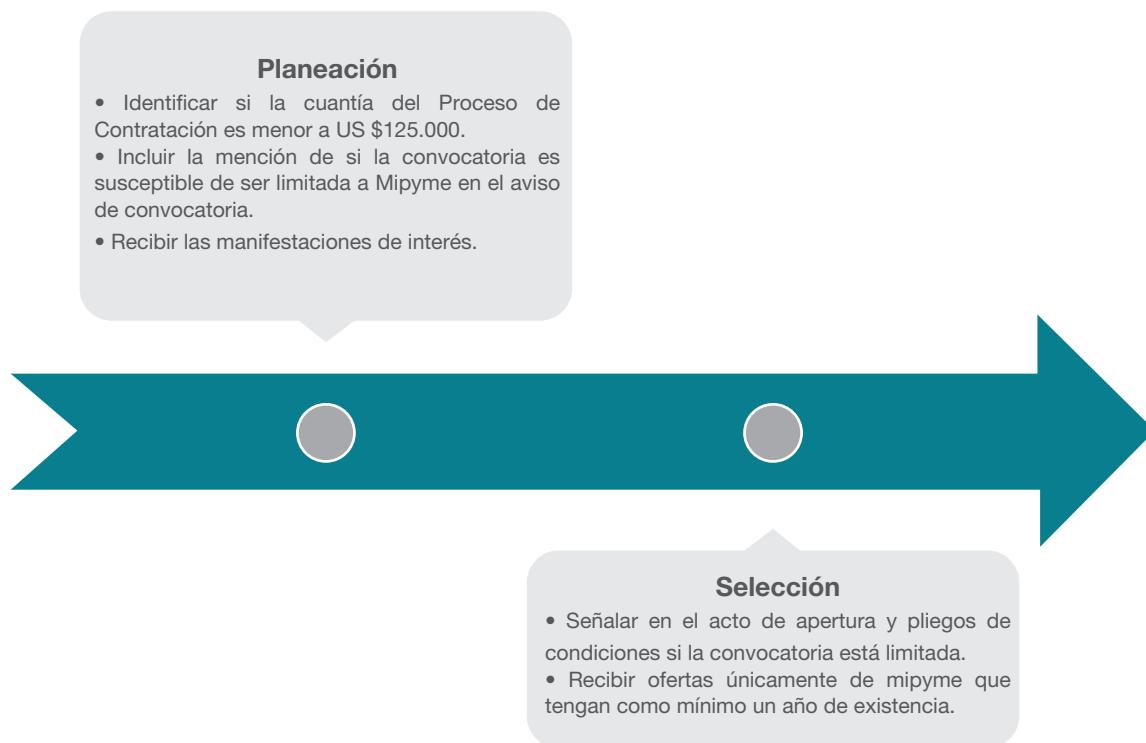 Planeación
• Identificar si la cuantía del Proceso de
Contratación es menor a US $125.000.
• Incluir la mención de si la convocatoria es
susceptible de ser limitada a Mipyme en el aviso
de convocatoria.
• Recibir las manifestaciones de interés.
Selección
• Señalar en el acto de apertura y pliegos de
condiciones si la convocatoria está limitada.
• Recibir ofertas únicamente de mipyme que
tengan como mínimo un año de existencia.